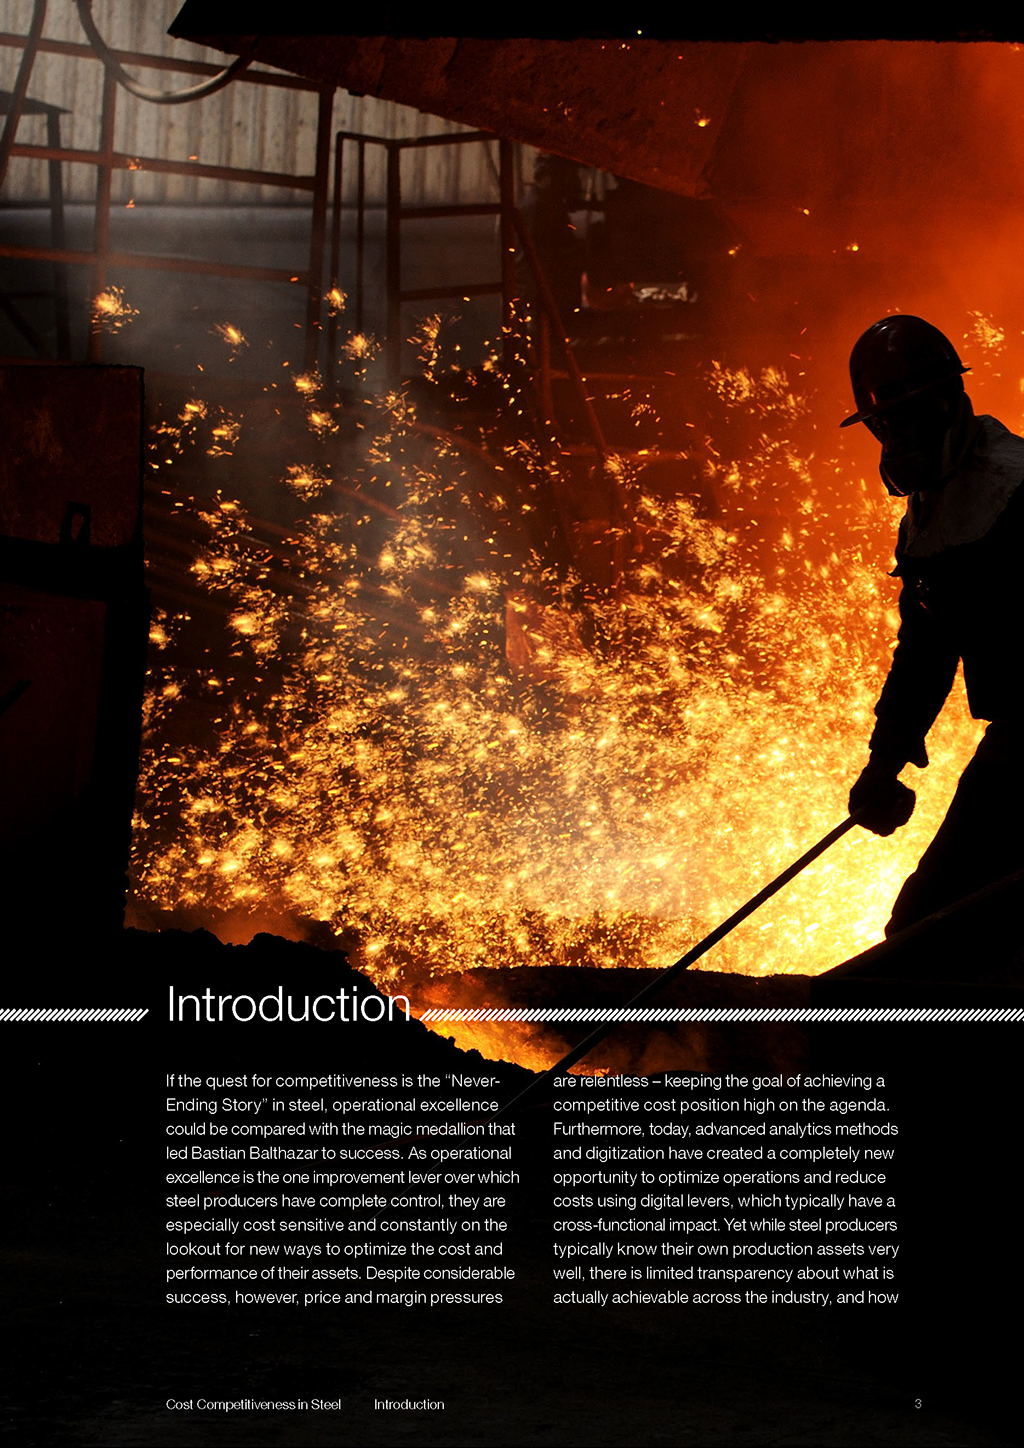 Introduction
If the quest for competitiveness is the “Never-
Ending Story” in steel, operational excellence
could be compared with the magic medallion that
led Bastian Balthazar to success. As operational
excellence is the one improvement lever over which
steel producers have complete control, they are
especially cost sensitive and constantly on the
lookout for new ways to optimize the cost and
performance of their assets. Despite considerable
success, however, price and margin pressures
are relentless – keeping the goal of achieving a
competitive cost position high on the agenda.
Furthermore, today, advanced analytics methods
and digitization have created a completely new
opportunity to optimize operations and reduce
costs using digital levers, which typically have a
cross-functional impact. Yet while steel producers
typically know their own production assets very
well, there is limited transparency about what is
actually achievable across the industry, and how
Cost Competitiveness in Steel Introduction 3